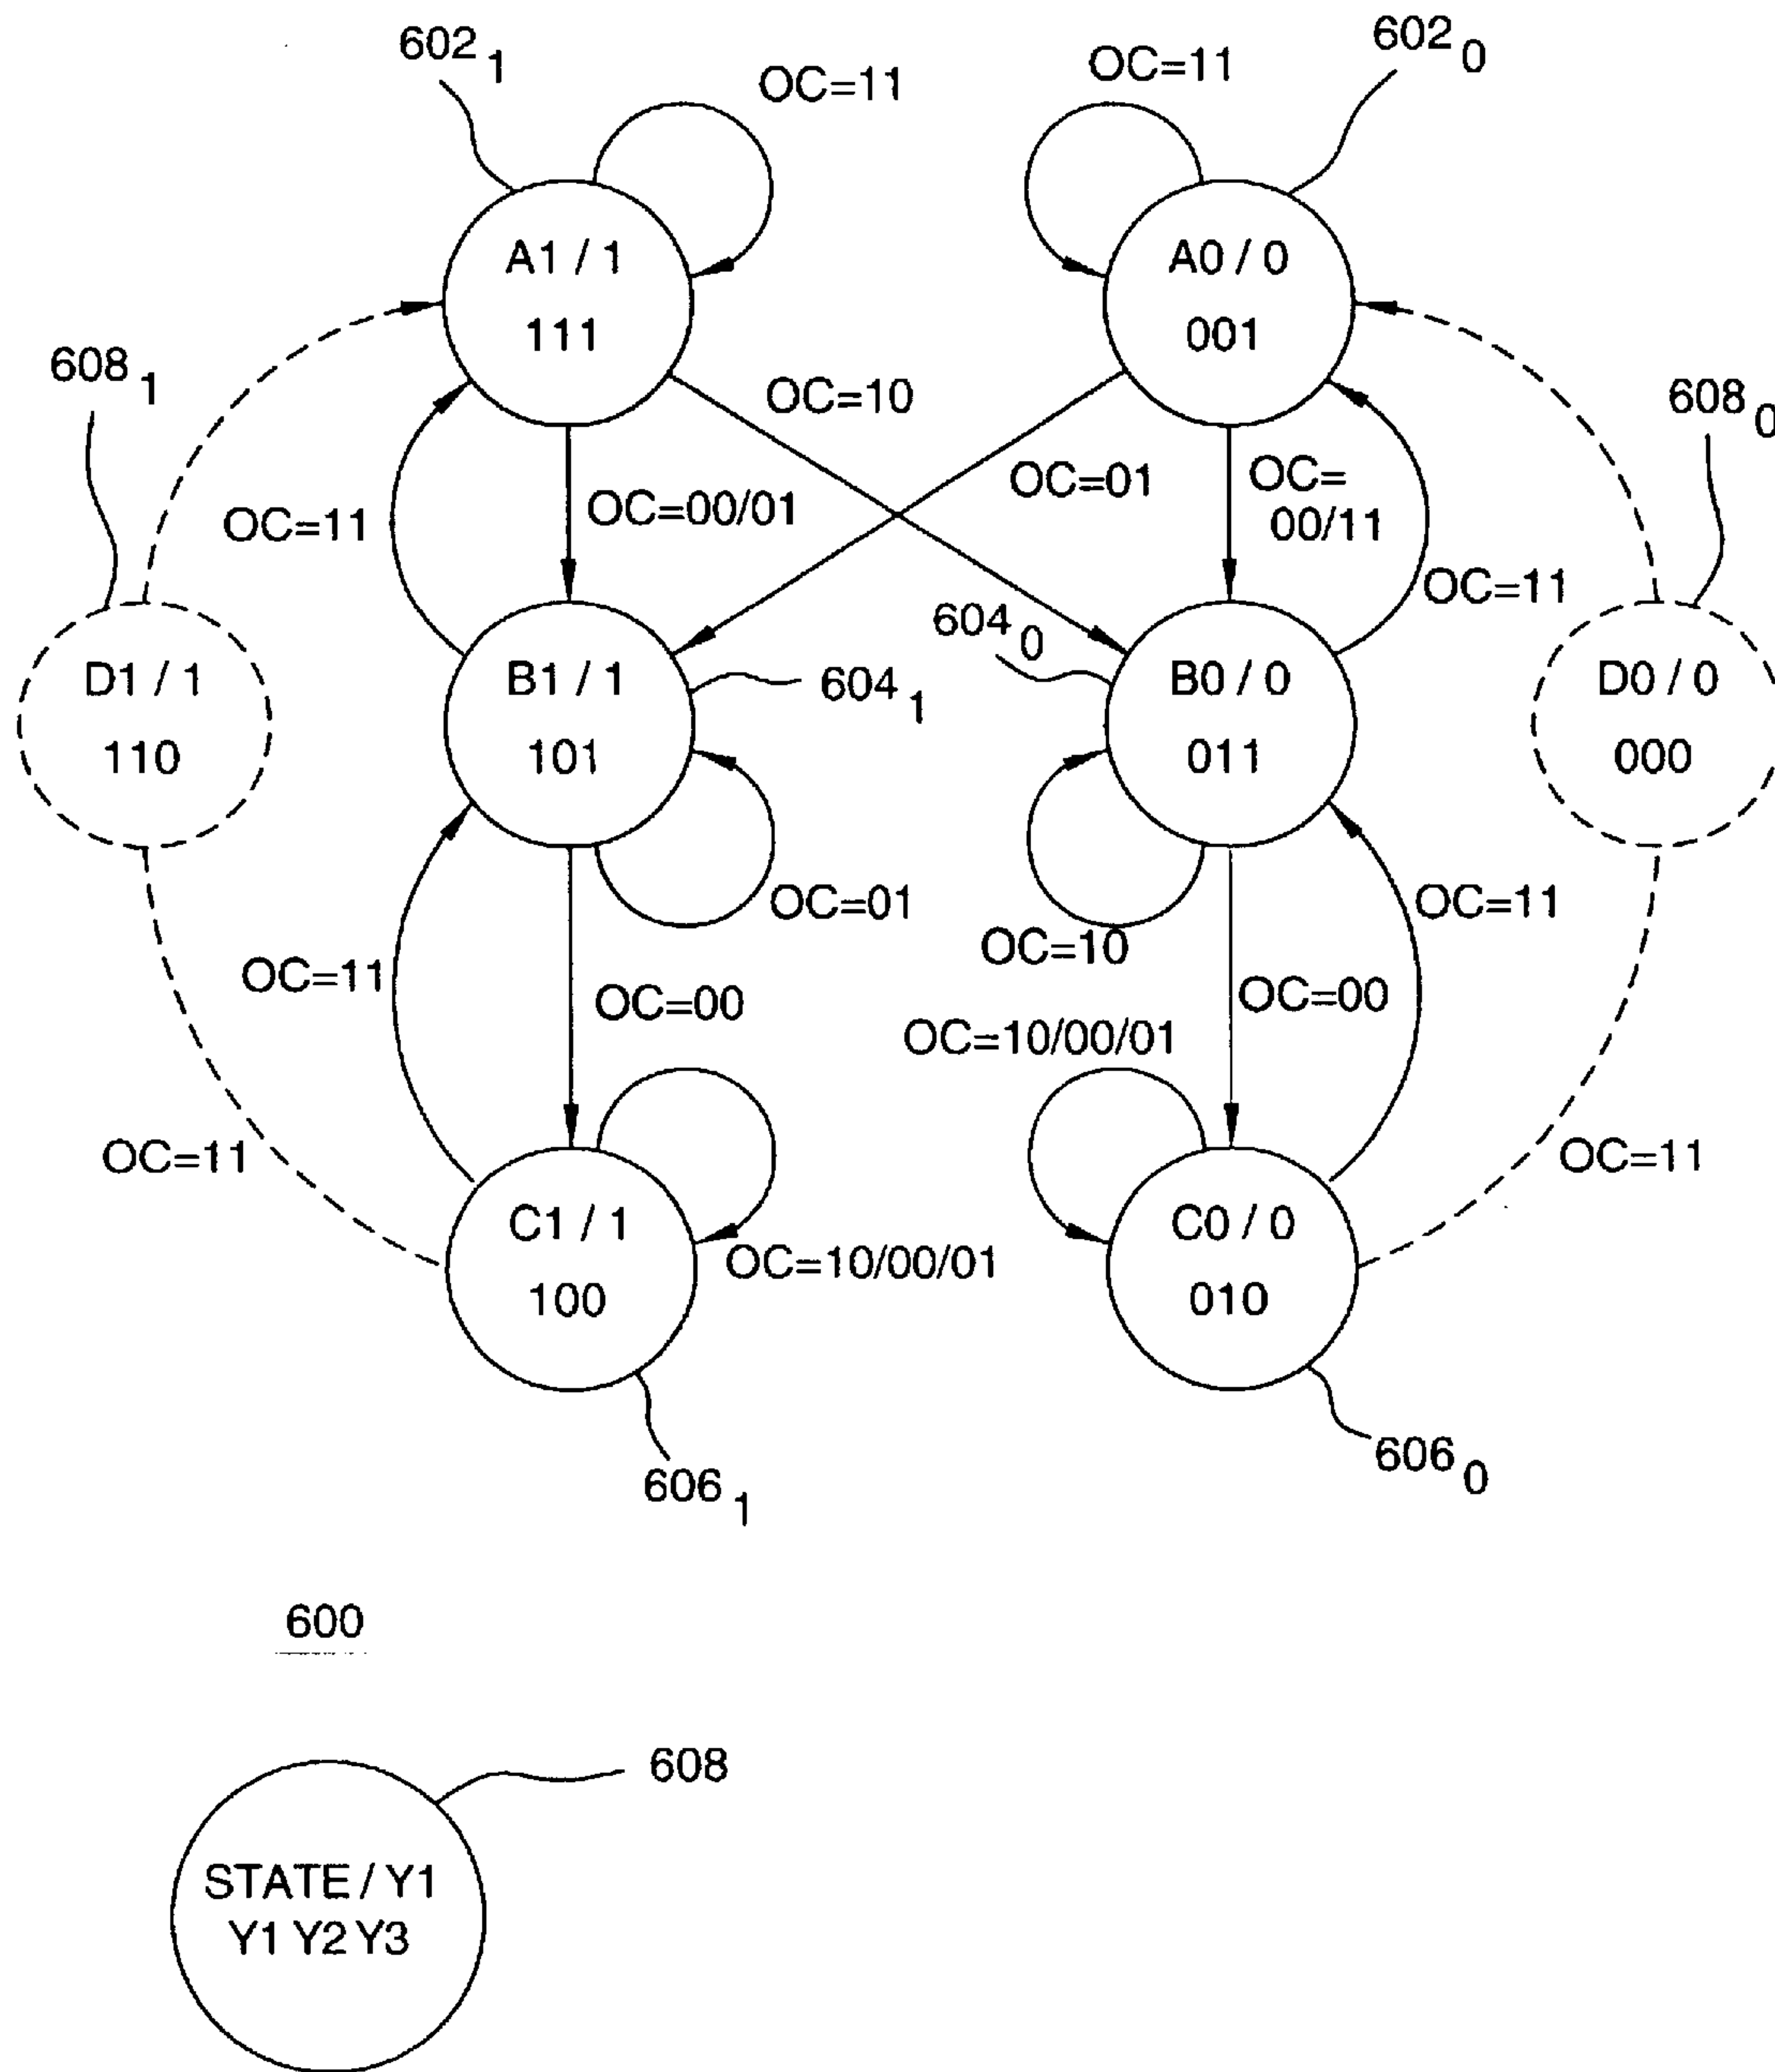 602 1
602 0
OC=11
OC=11
A1 / 1
111
A0 / 0
001
608 1
608 0
OC=10
OC=11
OC=00/01
OC=01
OC=
00/11
OC=11
604 0
D1 / 1
110
B1 / 1
101
604 1
B0 / 0
011
D0 / 0
000
OC=01
OC=10
OC=11
OC=11
OC=00
OC=00
OC=10/00/01
OC=11
OC=11
C1 / 1
100
OC=10/00/01
C0 / 0
010
606 1
606 0
600
608
STATE / Y1
Y1 Y2 Y3